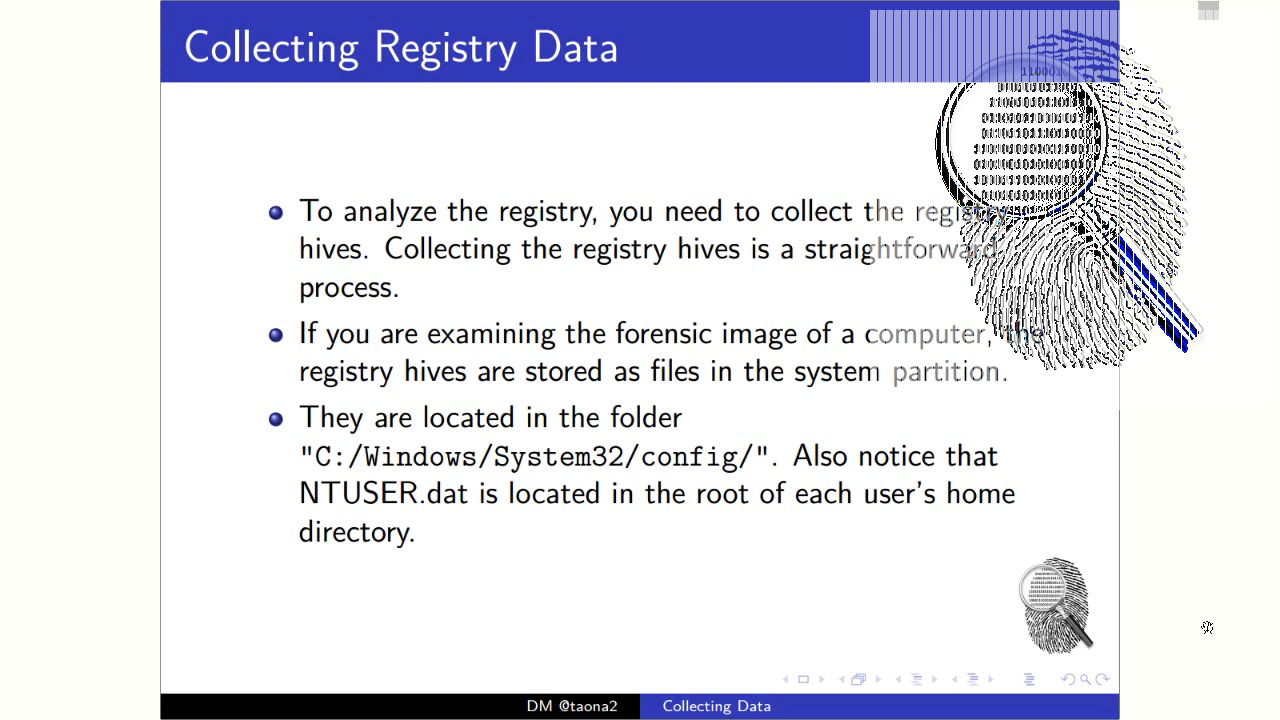 Collecting Registry Data
To analyze the registry, you need to collect the registry
hives. Collecting the registry hives is a straightforward
process.
If you are examining the forensic image of a computer, the
registry hives are stored as files in the system partition.
They are located in the folder
"C:/Windows/System32/config/". Also notice that
NTUSER.dat is located in the root of each user's home
directory.
DM @taona2
Collecting Data